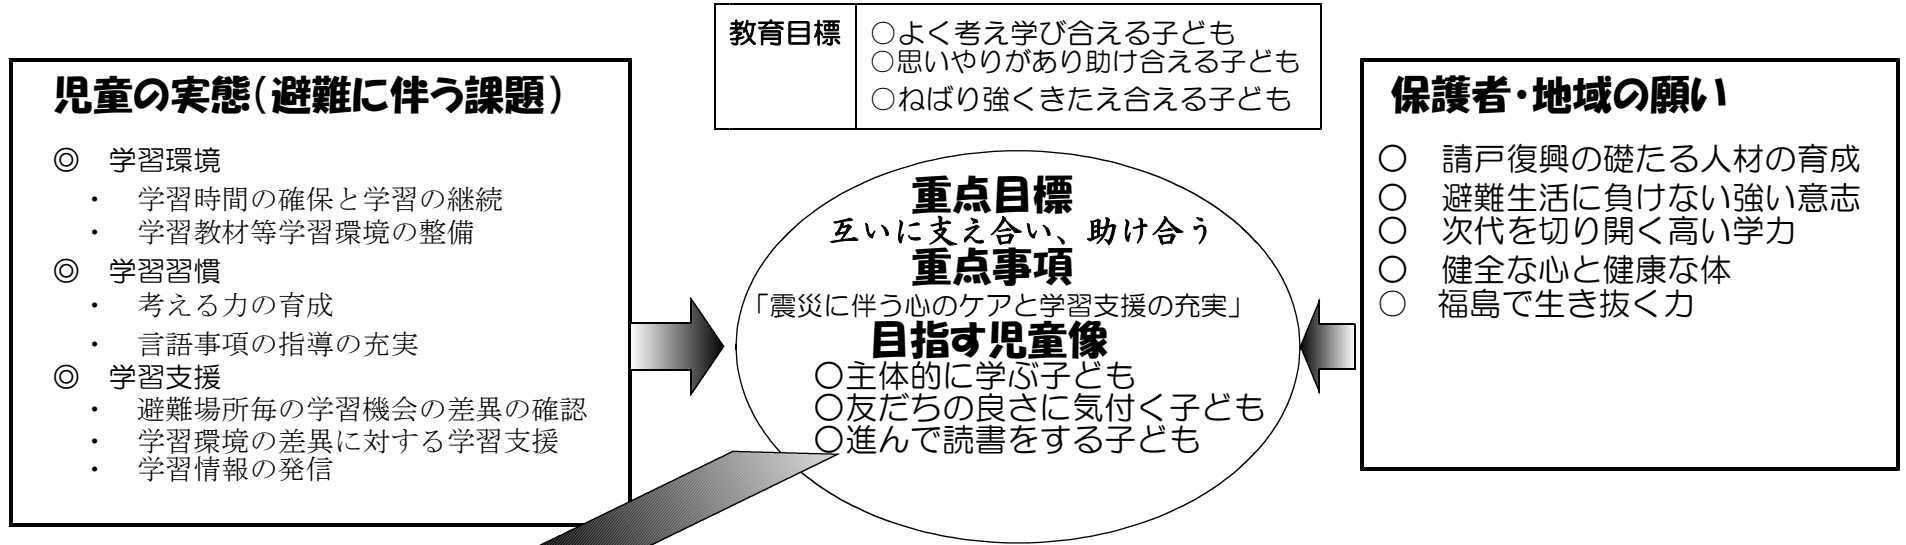 教育目標
○よく考え学び合える子ども
○思いやりがあり助け合える子ども
○ねばり強くきたえ合える子ども
児童の実態(避難に伴う課題)
◎ 学習環境
・ 学習時間の確保と学習の継続
・ 学習教材等学習環境の整備
◎ 学習習慣
・ 考える力の育成
・ 言語事項の指導の充実
◎ 学習支援
・ 避難場所毎の学習機会の差異の確認
・ 学習環境の差異に対する学習支援
・ 学習情報の発信
重点目標
互いに支え合い、助け合う
重点事項
「震災に伴う心のケアと学習支援の充実」
目指す児童像
○主体的に学ぶ子ども
○友だちの良さに気付く子ども
○進んで読書をする子ども
保護者・地域の願い
○ 請戸復興の礎たる人材の育成
○ 避難生活に負けない強い意志
○ 次代を切り開く高い学力
○ 健全な心と健康な体
○ 福島で生き抜く力